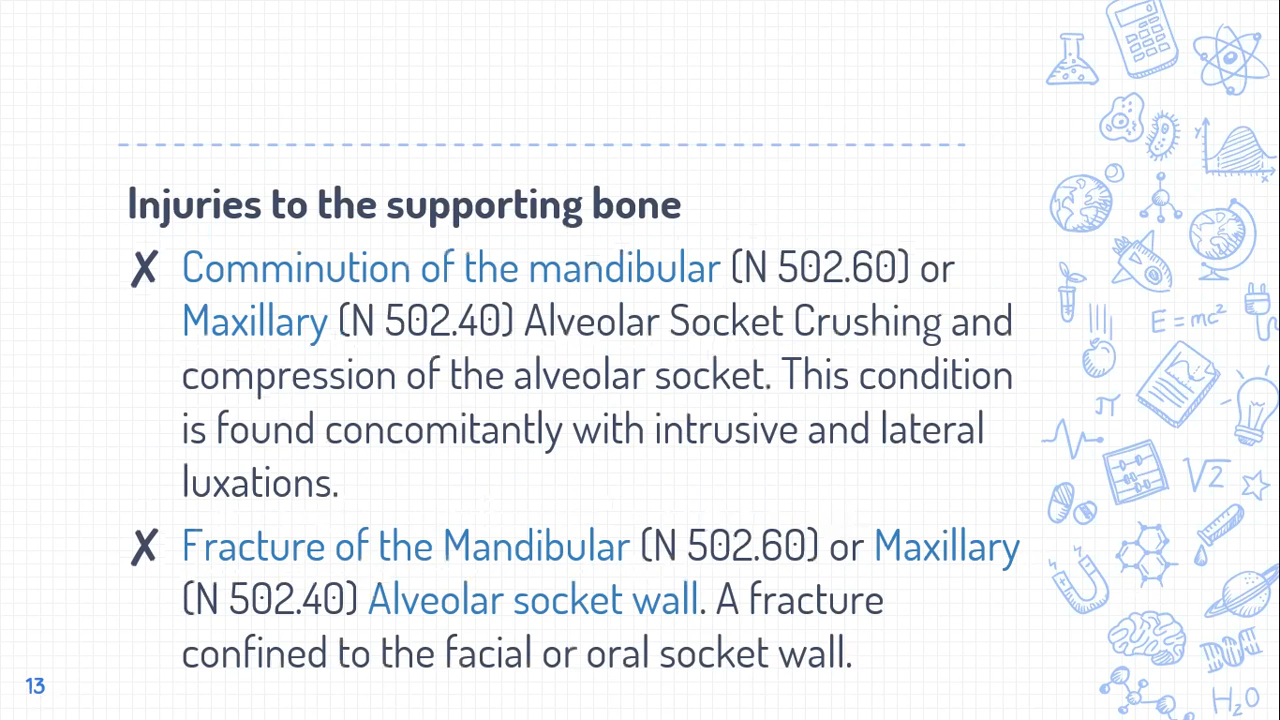 Injuries to the supporting bone
✗ Comminution of the mandibular (N 502.60) or
Maxillary (N 502.40) Alveolar Socket Crushing and
compression of the alveolar socket. This condition
is found concomitantly with intrusive and lateral
luxations.
✗ Fracture of the Mandibular (N 502.60) or Maxillary
(N 502.40) Alveolar socket wall. A fracture
confined to the facial or oral socket wall.
13
y
x
E = mc²
π
√2
H₂O